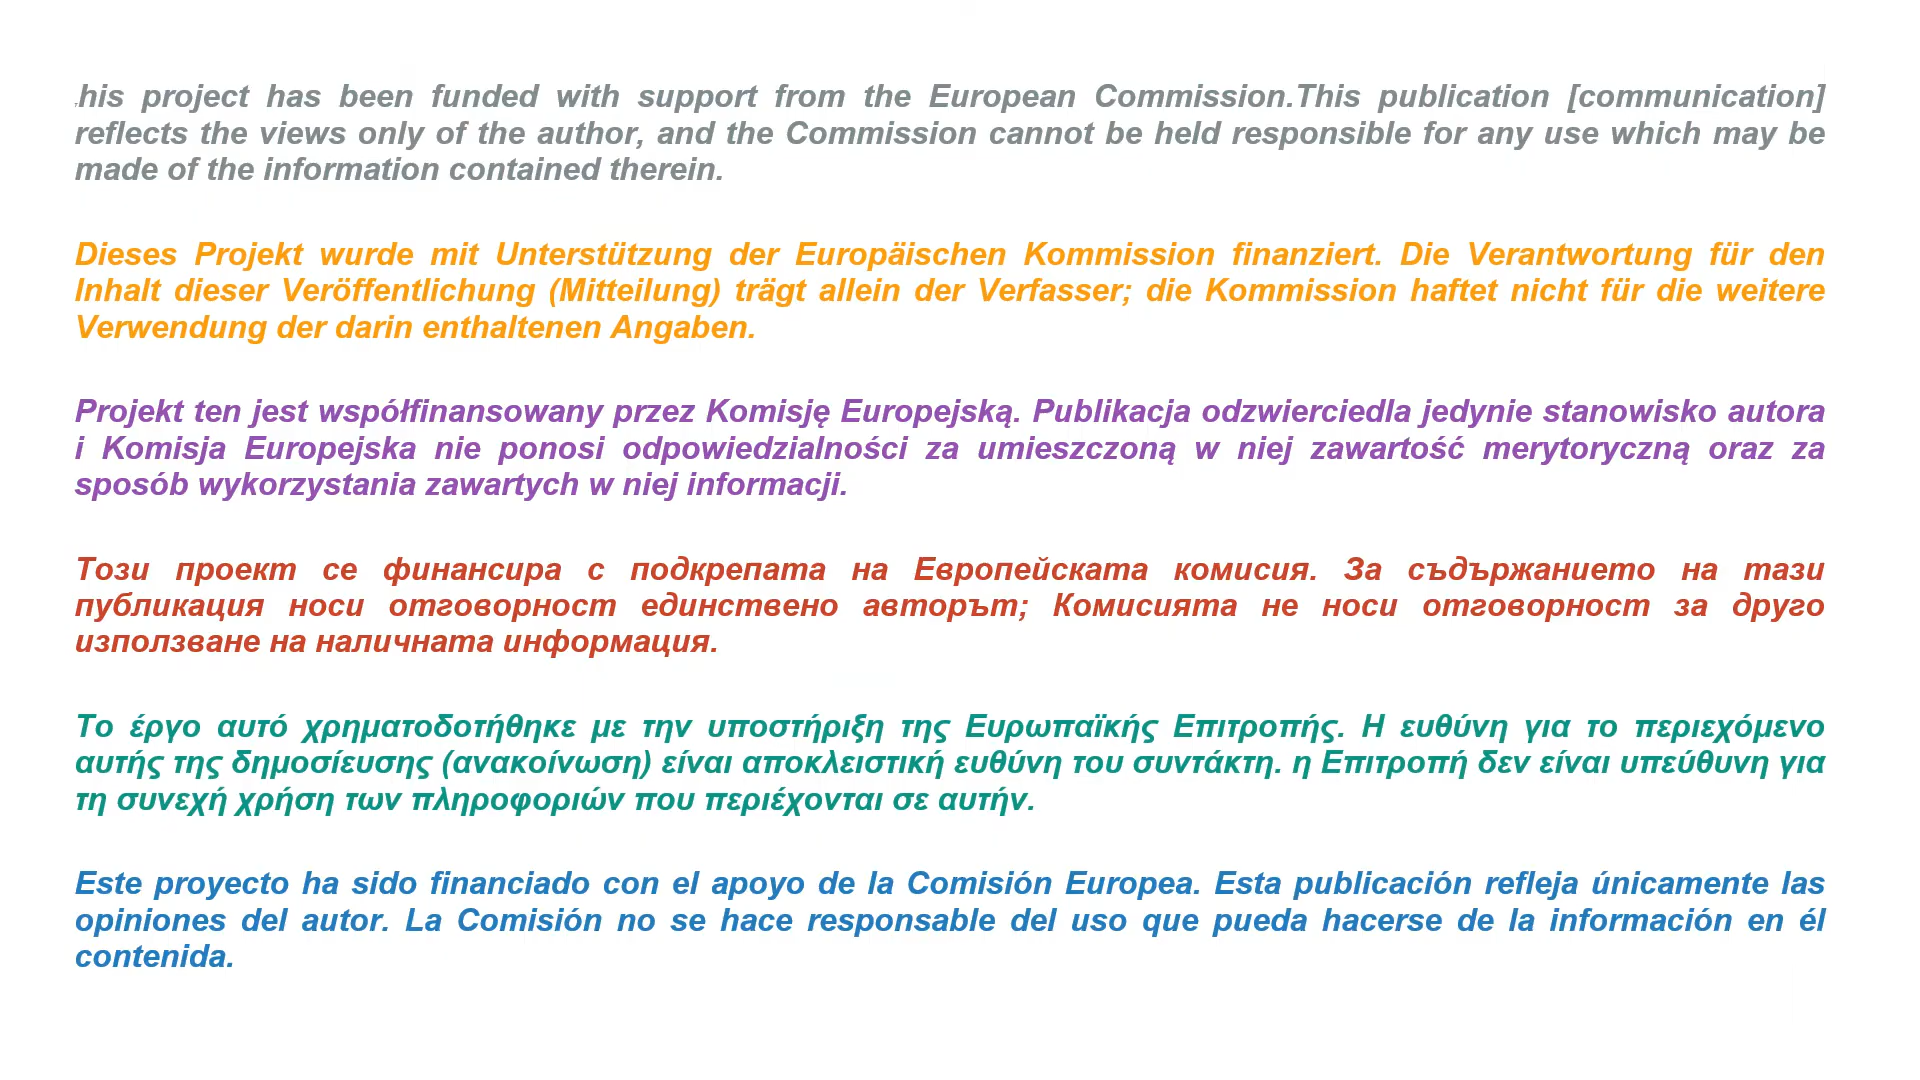 This project has been funded with support from the European Commission.This publication [communication]
reflects the views only of the author, and the Commission cannot be held responsible for any use which may be
made of the information contained therein.
Dieses Projekt wurde mit Unterstützung der Europäischen Kommission finanziert. Die Verantwortung für den
Inhalt dieser Veröffentlichung (Mitteilung) trägt allein der Verfasser; die Kommission haftet nicht für die weitere
Verwendung der darin enthaltenen Angaben.
Projekt ten jest współfinansowany przez Komisję Europejską. Publikacja odzwierciedla jedynie stanowisko autora
i Komisja Europejska nie ponosi odpowiedzialności za umieszczoną w niej zawartość merytoryczną oraz za
sposób wykorzystania zawartych w niej informacji.
Този проект се финансира с подкрепата на Европейската комисия. За съдържанието на тази
публикация носи отговорност единствено авторът; Комисията не носи отговорност за друго
използване на наличната информация.
Το έργο αυτό χρηματοδοτήθηκε με την υποστήριξη της Ευρωπαϊκής Επιτροπής. Η ευθύνη για το περιεχόμενο
αυτής της δημοσίευσης (ανακοίνωση) είναι αποκλειστική ευθύνη του συντάκτη. η Επιτροπή δεν είναι υπεύθυνη για
τη συνεχή χρήση των πληροφοριών που περιέχονται σε αυτήν.
Este proyecto ha sido financiado con el apoyo de la Comisión Europea. Esta publicación refleja únicamente las
opiniones del autor. La Comisión no se hace responsable del uso que pueda hacerse de la información en él
contenida.